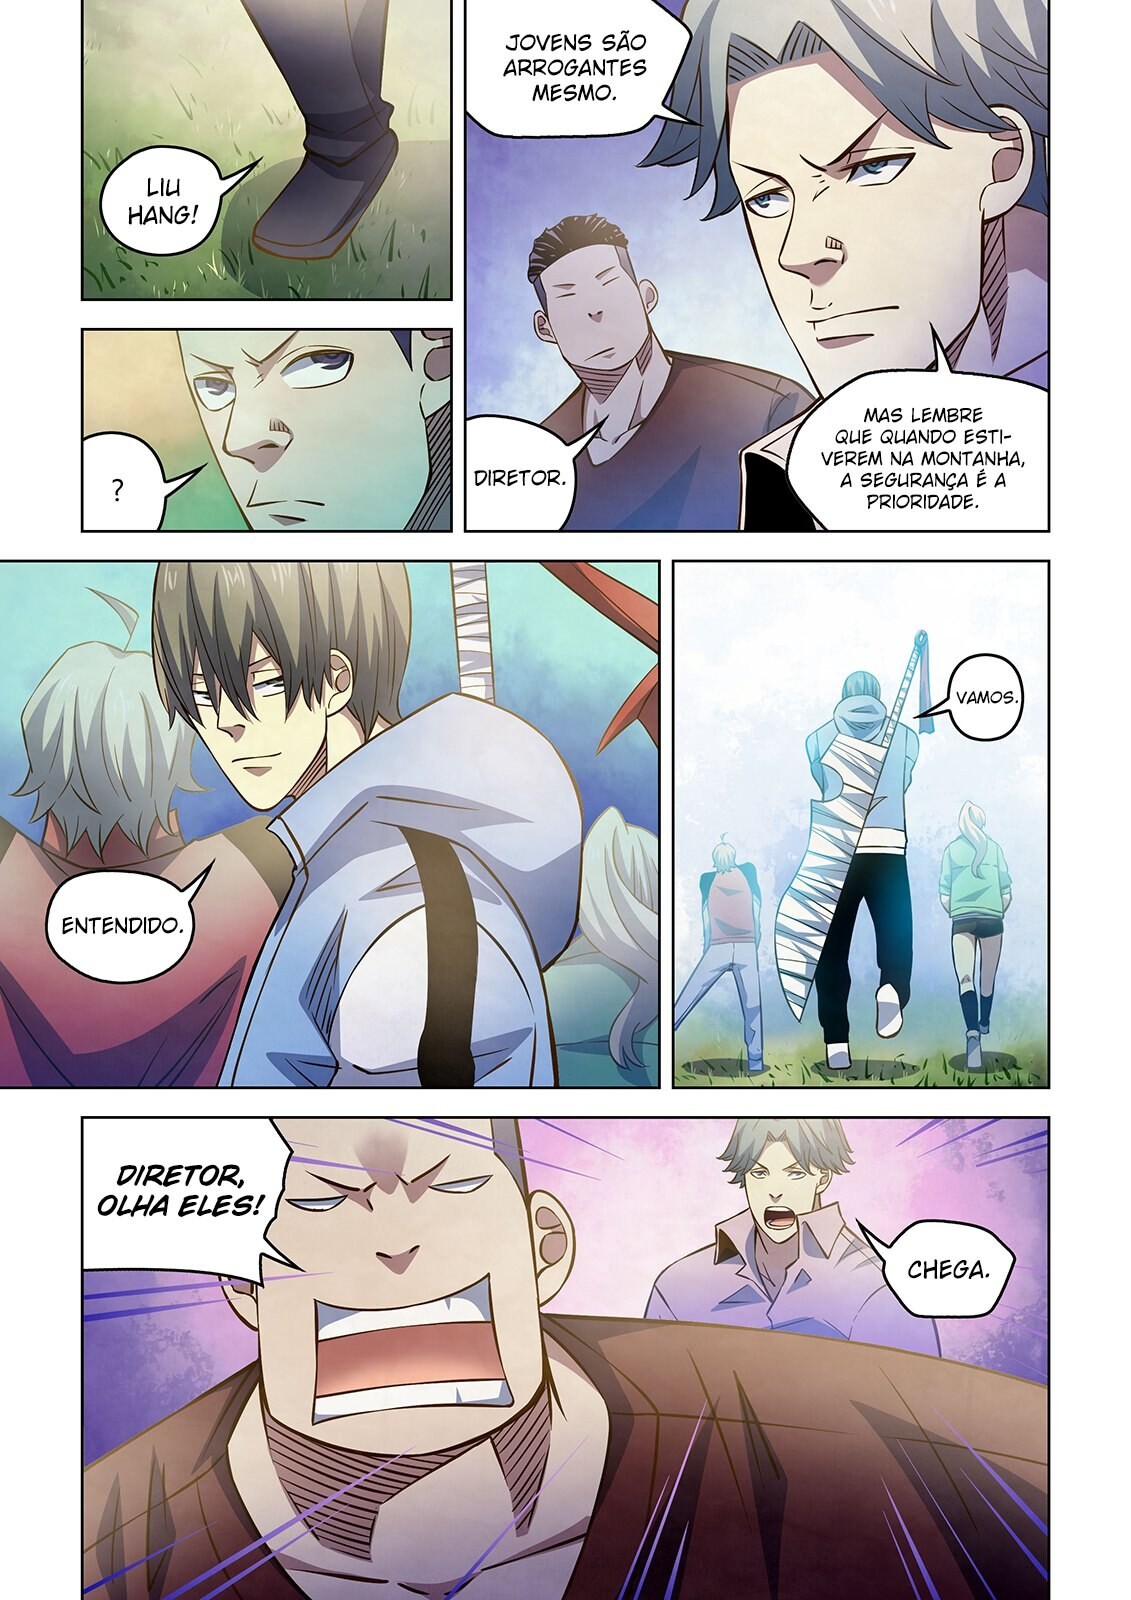 LIU
HANG!
?
JOVENS SÃO
ARROGANTES
MESMO.
DIRETOR.
MAS LEMBRE
QUE QUANDO ESTI-
VEREM NA MONTANHA,
A SEGURANÇA É A
PRIORIDADE.
ENTENDIDO.
VAMOS.
DIRETOR,
OLHA ELES!
CHEGA.